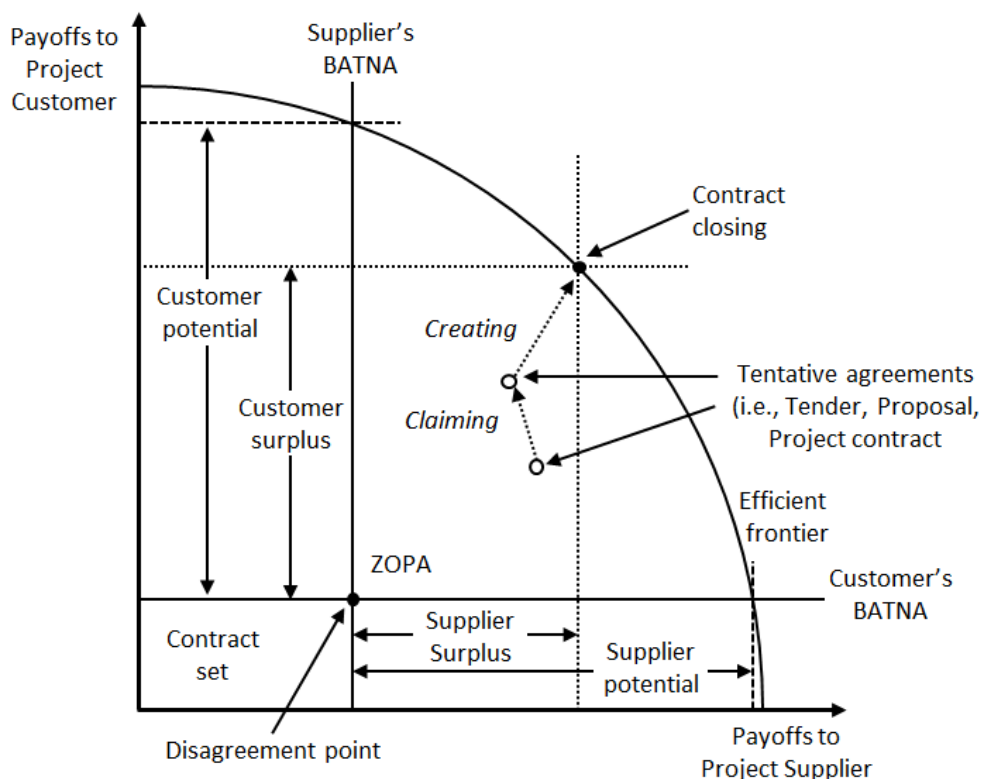 Payoffs to
Project
Customer
Supplier's
BATNA
Contract
closing
Customer
potential
Creating
Tentative agreements
(i.e., Tender, Proposal,
Project contract
Customer
surplus
Claiming
Efficient
frontier
ZOPA
Customer's
BATNA
Contract
set
Supplier
Surplus
Supplier
potential
Disagreement point
Payoffs to
Project Supplier